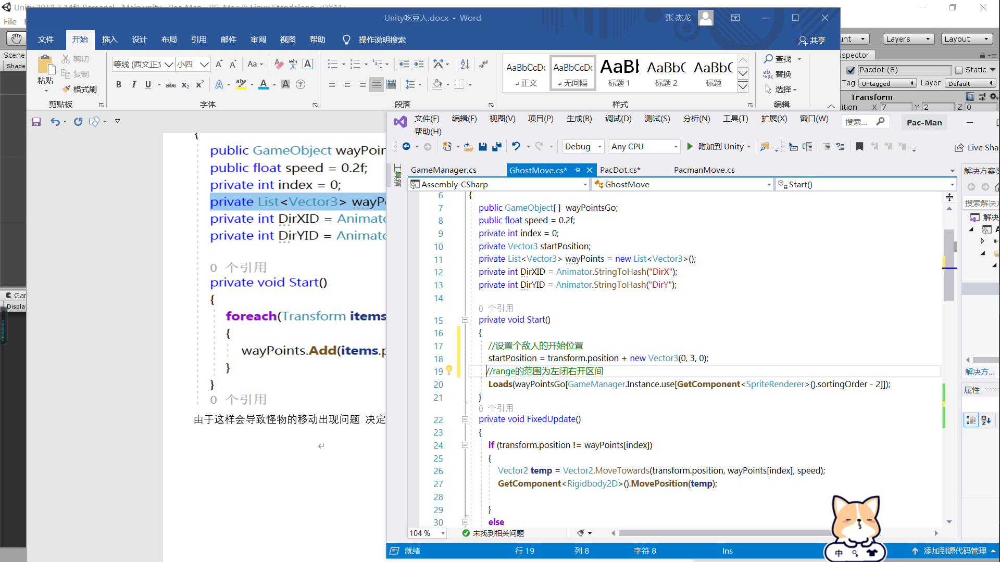 Unity 2018.3.14f1 Personal - Main.unity - Pac-Man - PC, Mac & Linux Standalone <DX11>
File
Scene
Shade
Displa
Unity吃豆人.docx - Word
张 杰龙
文件 开始 插入 设计 布局 引用 邮件 审阅 视图 帮助 操作说明搜索 共享
粘贴
剪切
复制
格式刷
剪贴板
等线 (西文正文 小四
Aa wén 文 A
B I U abc x₂ x² A aby A A 字
字体
段落
AaBbCcDc AaBbCcDc AaBl AaBbC AaBbC
正文 无间隔 标题 1 标题 2 标题
样式
查找
替换
选择
编辑
Layers Layout
Pacdot (8) Static
Tag Untagged Layer Default
Transform
X 7 Y 2 Z 0
{
public GameObject wayPoin
public float speed = 0.2f;
private int index = 0;
private List<Vector3> wayP
private int DirXID = Animato
private int DirYID = Animato
0 个引用
private void Start()
{
foreach(Transform items
{
wayPoints.Add(items.p
}
}
0 个引用
由于这样会导致怪物的移动出现问题 决定
文件(F) 编辑(E) 视图(V) 项目(P) 生成(B) 调试(D) 测试(S) 分析(N) 工具(T) 扩展(X) 窗口(W)
帮助(H)
搜索... Pac-Man
Debug Any CPU 附加到 Unity Live Sha
工具箱
GameManager.cs GhostMove.cs* PacDot.cs* PacmanMove.cs
Assembly-CSharp GhostMove Start()
6 {
7 public GameObject[ ] wayPointsGo;
8 public float speed = 0.2f;
9 private int index = 0;
10 private Vector3 startPosition;
11 private List<Vector3> wayPoints = new List<Vector3>();
12 private int DirXID = Animator.StringToHash("DirX");
13 private int DirYID = Animator.StringToHash("DirY");
14
0 个引用
15 private void Start()
16 {
17 //设置个敌人的开始位置
18 startPosition = transform.position + new Vector3(0, 3, 0);
19 //range的范围为左闭右开区间
20 Loads(wayPointsGo[GameManager.Instance.use[GetComponent<SpriteRenderer>().sortingOrder - 2]]);
21 }
0 个引用
22 private void FixedUpdate()
23 {
24 if (transform.position != wayPoints[index])
25 {
26 Vector2 temp = Vector2.MoveTowards(transform.position, wayPoints[index], speed);
27 GetComponent<Rigidbody2D>().MovePosition(temp);
28
29 }
30 else
104 % 未找到相关问题
就绪 行 19 列 8 字符 8 Ins 添加到源代码管理
解决方案资
搜索解决方
解决
解决方...
属性
中